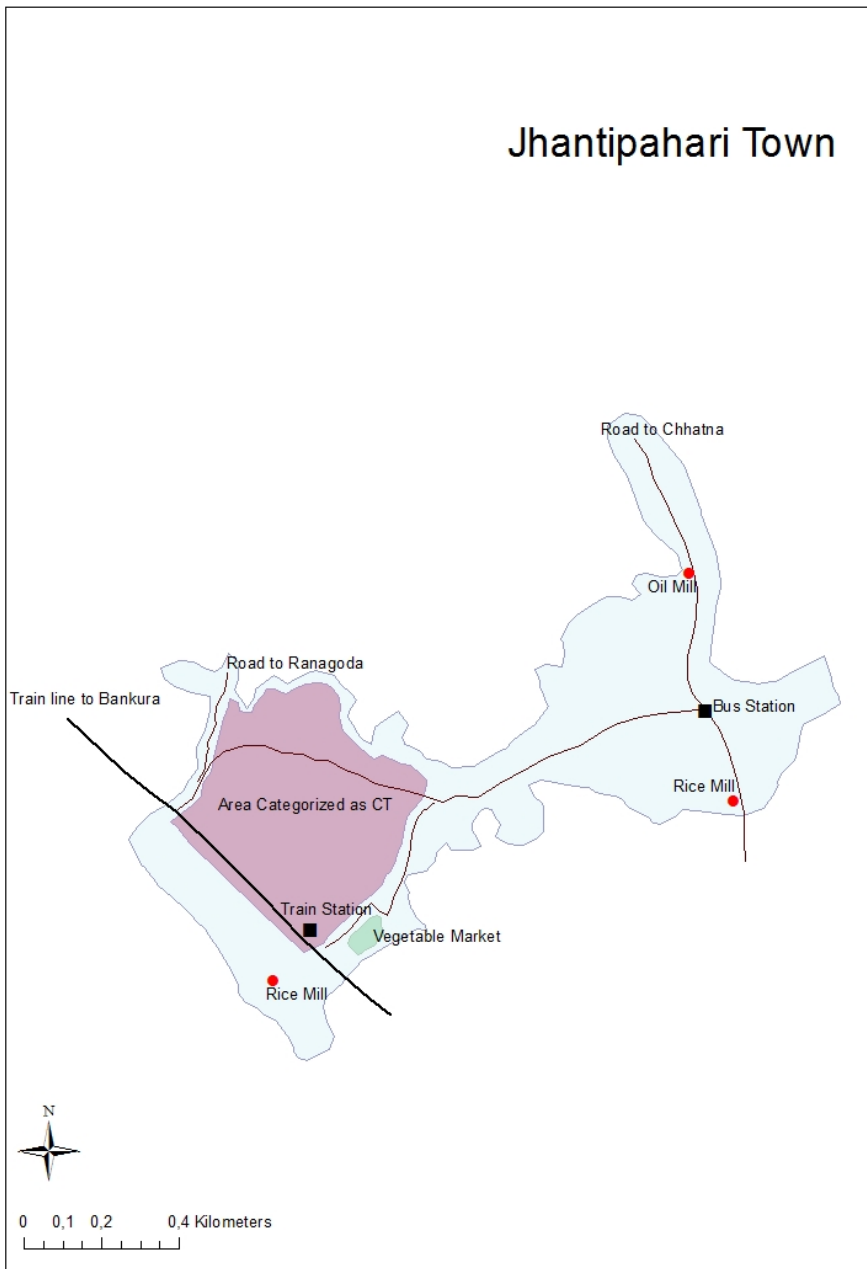 Jhantipahari Town
Road to Chhatna
Oil Mill
Road to Ranagoda
Train line to Bankura
Bus Station
Rice Mill
Area Categorized as CT
Train Station
Vegetable Market
Rice Mill
N
0 0,1 0,2 0,4 Kilometers